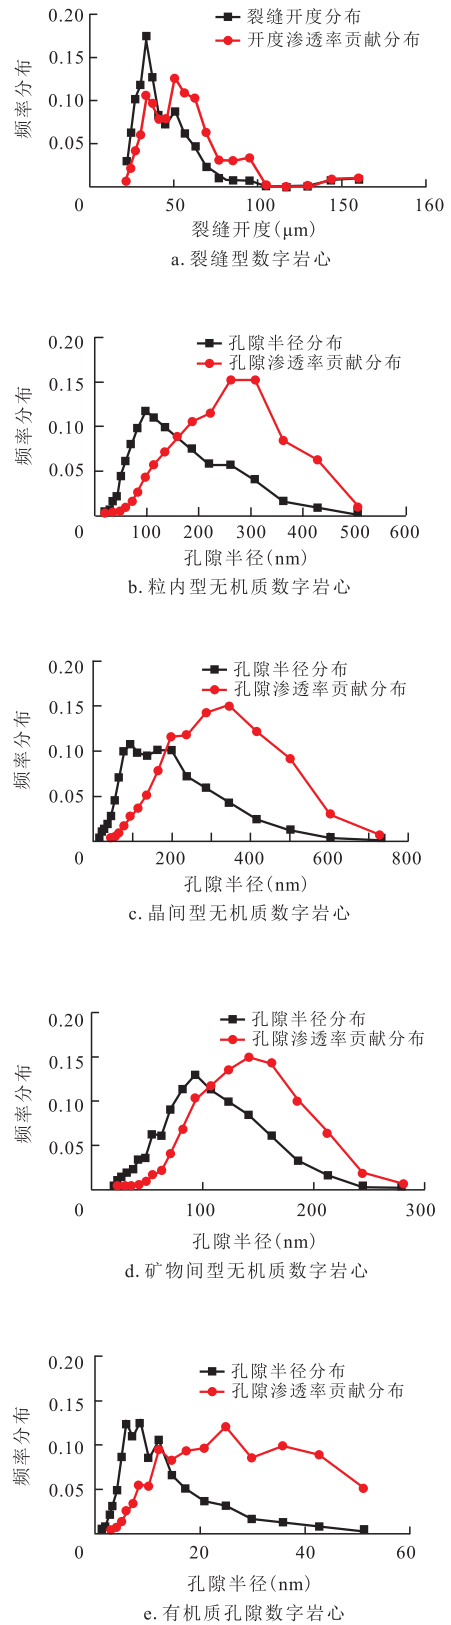 裂缝开度分布
开度渗透率贡献分布
频率分布
0.20
0.15
0.10
0.05
0 50 100 150 160
裂缝开度(μm)
a.裂缝型数字岩心
孔隙半径分布
孔隙渗透率贡献分布
频率分布
0.20
0.15
0.10
0.05
0 100 200 300 400 500 600
孔隙半径(nm)
b.粒内型无机质数字岩心
孔隙半径分布
孔隙渗透率贡献分布
频率分布
0.20
0.15
0.10
0.05
0 200 400 600 800
孔隙半径(nm)
c.晶间型无机质数字岩心
孔隙半径分布
孔隙渗透率贡献分布
频率分布
0.20
0.15
0.10
0.05
0 100 200 300
孔隙半径(nm)
d.矿物间型无机质数字岩心
孔隙半径分布
孔隙渗透率贡献分布
频率分布
0.20
0.15
0.10
0.05
0 20 40 60
孔隙半径(nm)
e.有机质孔隙数字岩心